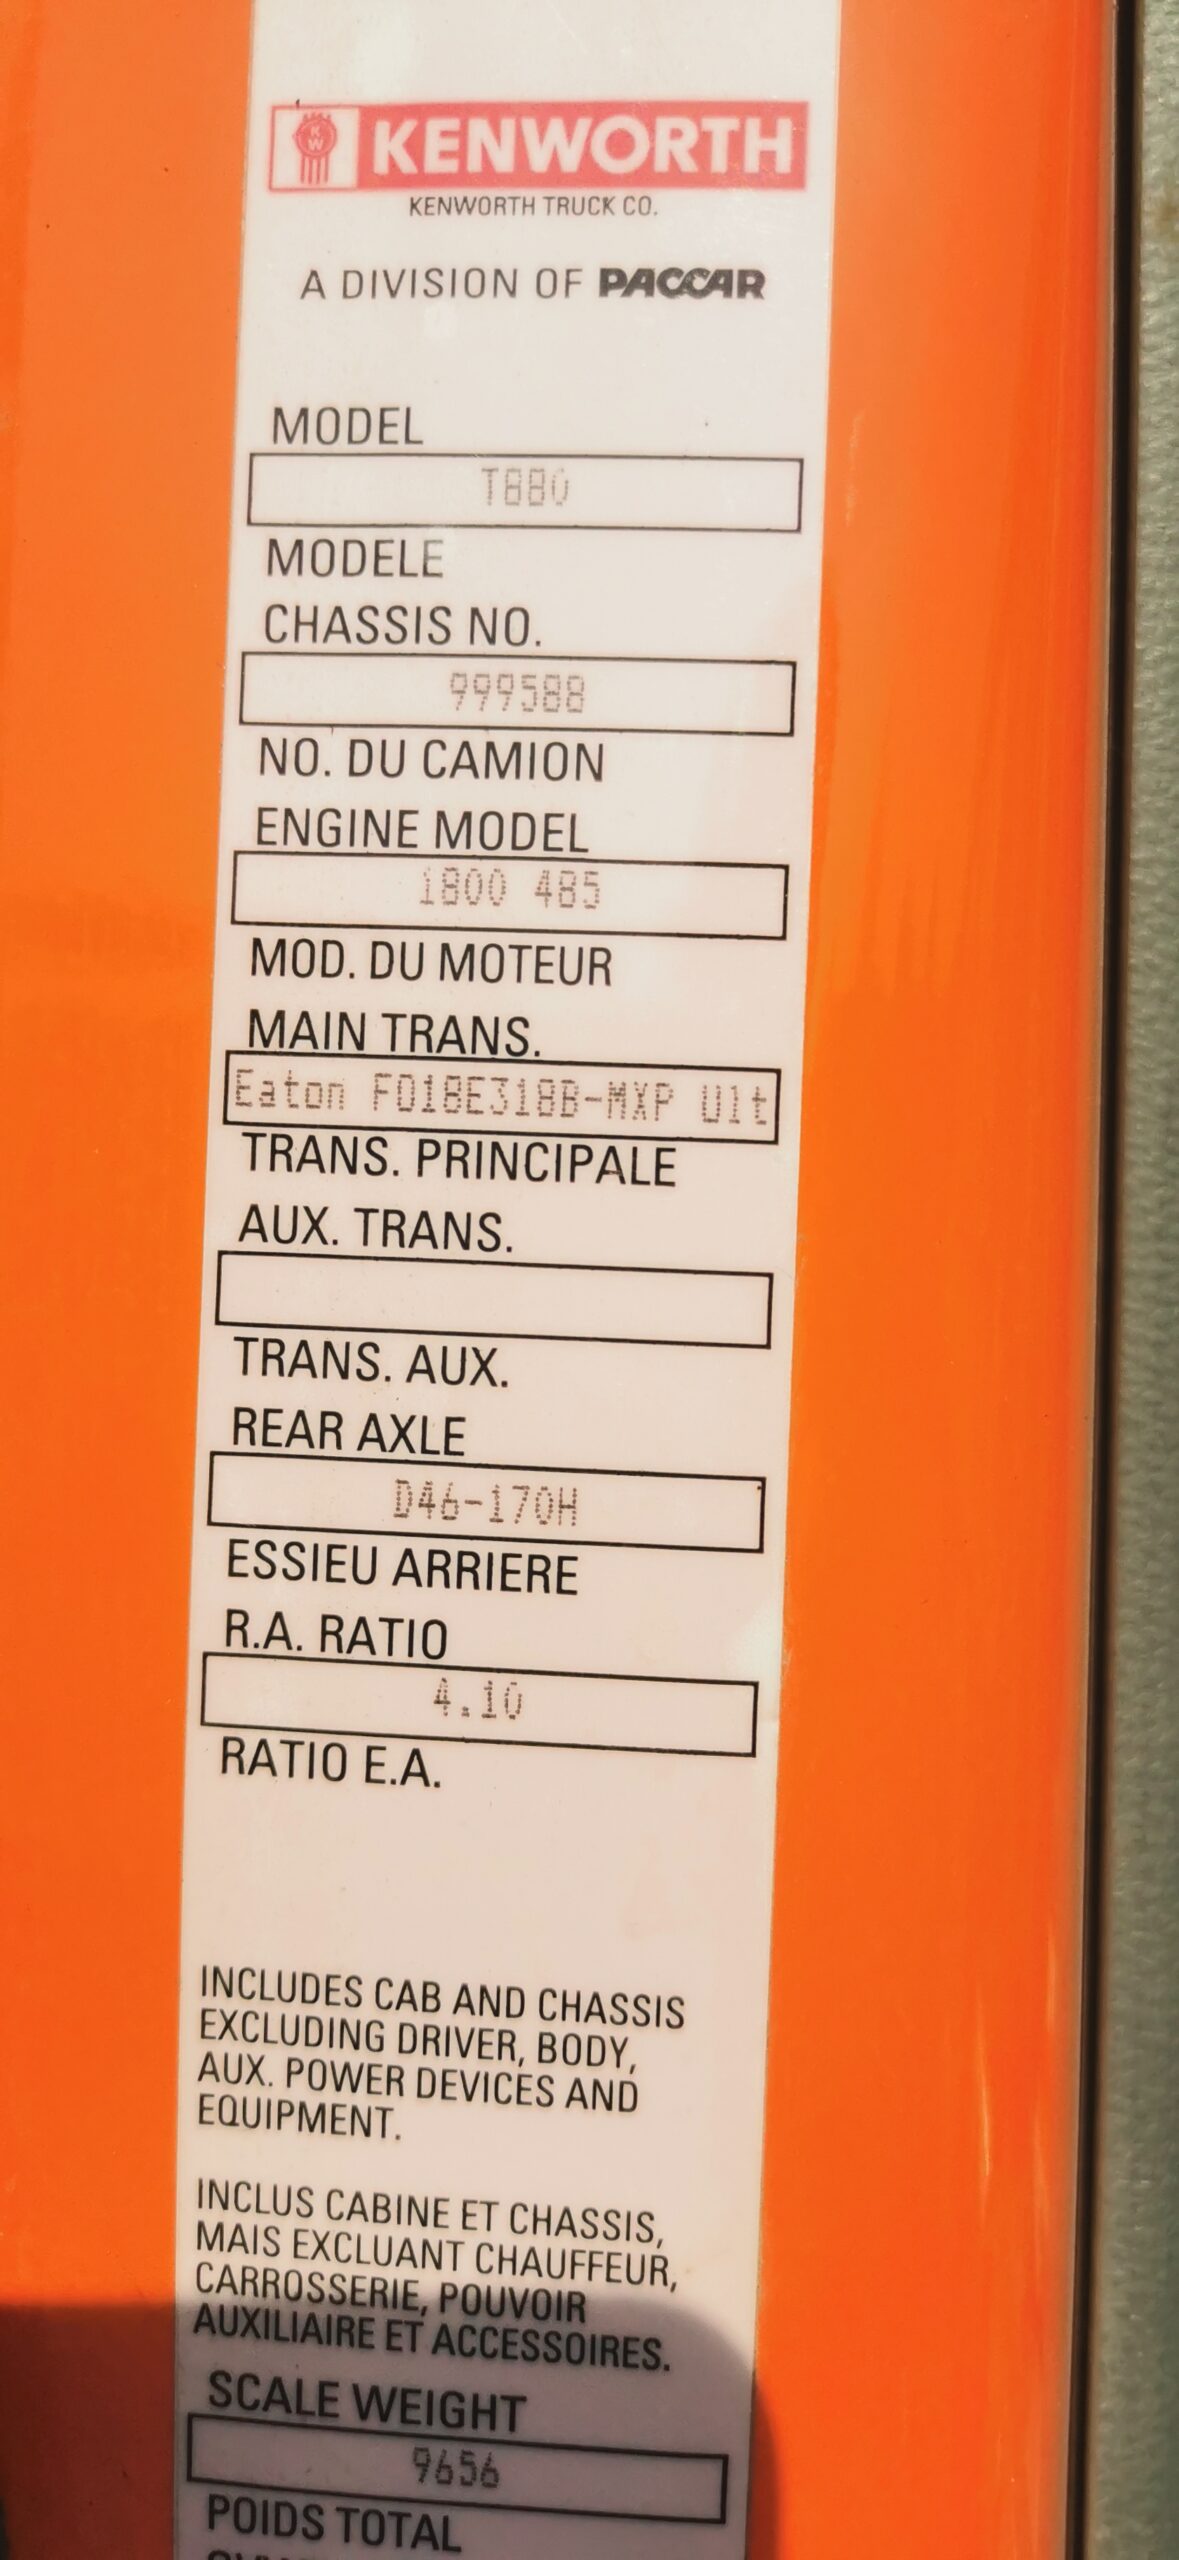 KW
KENWORTH
KENWORTH TRUCK CO.
A DIVISION OF PACCAR
MODEL
T880
MODELE
CHASSIS NO.
999588
NO. DU CAMION
ENGINE MODEL
1800 485
MOD. DU MOTEUR
MAIN TRANS.
Eaton FO18E318B-MXP Ult
TRANS. PRINCIPALE
AUX. TRANS.
TRANS. AUX.
REAR AXLE
D46-170H
ESSIEU ARRIERE
R.A. RATIO
4.10
RATIO E.A.
INCLUDES CAB AND CHASSIS
EXCLUDING DRIVER, BODY,
AUX. POWER DEVICES AND
EQUIPMENT.
INCLUS CABINE ET CHASSIS,
MAIS EXCLUANT CHAUFFEUR,
CARROSSERIE, POUVOIR
AUXILIAIRE ET ACCESSOIRES.
SCALE WEIGHT
9656
POIDS TOTAL